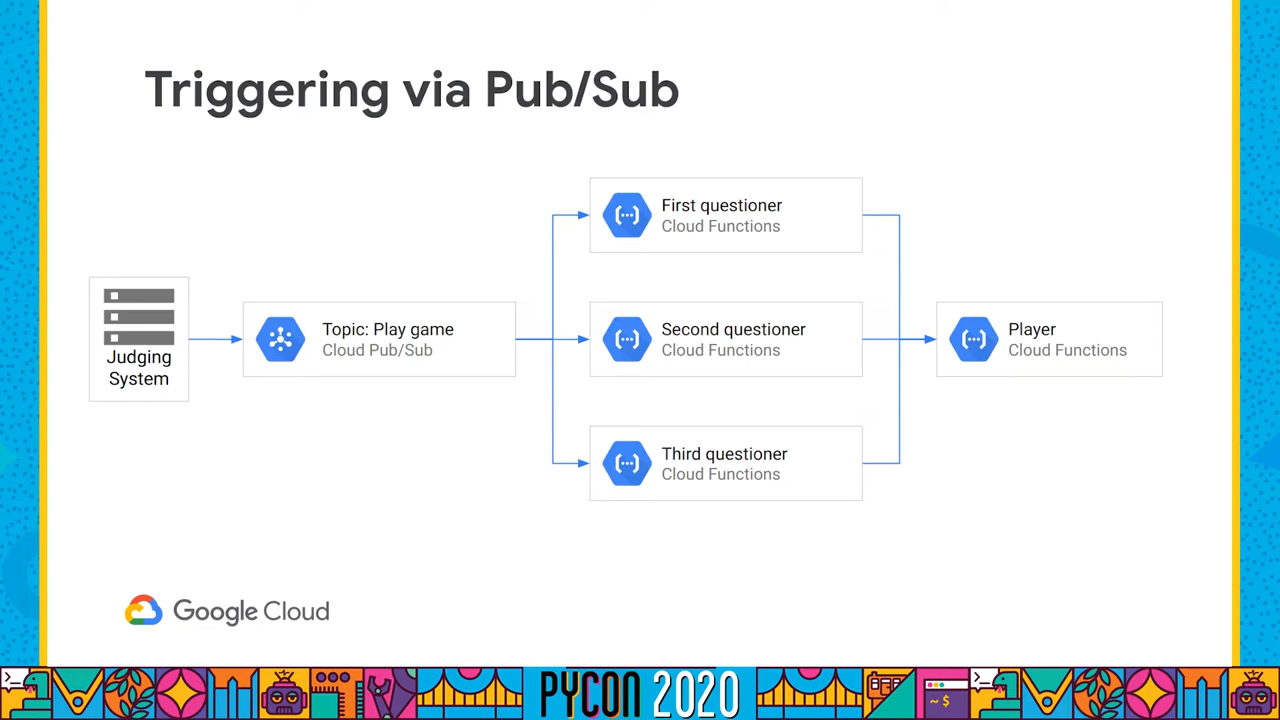 Triggering via Pub/Sub
First questioner
Cloud Functions
Judging
System
Topic: Play game
Cloud Pub/Sub
Second questioner
Cloud Functions
Player
Cloud Functions
Third questioner
Cloud Functions
Google Cloud
PYCON 2020
~ $